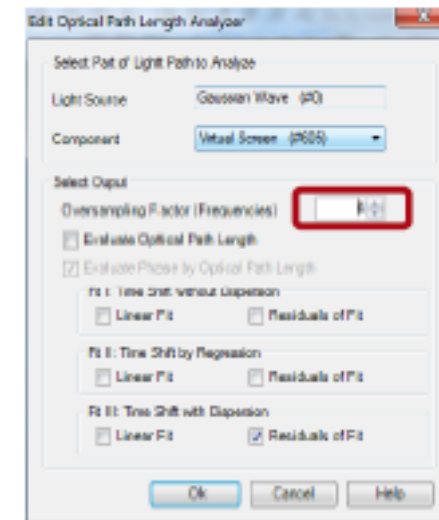 Edit Optical Path Length Analyzer
Select Part of Light Path to Analyze
Light Source Gaussian Wave (#0)
Component Virtual Screen (#605)
Select Ouput
Oversampling Factor (Frequencies)
Evaluate Optical Path Length
Evaluate Phase by Optical Path Length
Fit I: Time Shift without Dispersion
Linear Fit Residuals of Fit
Fit II: Time Shift by Regression
Linear Fit Residuals of Fit
Fit III: Time Shift with Dispersion
Linear Fit Residuals of Fit
Ok Cancel Help